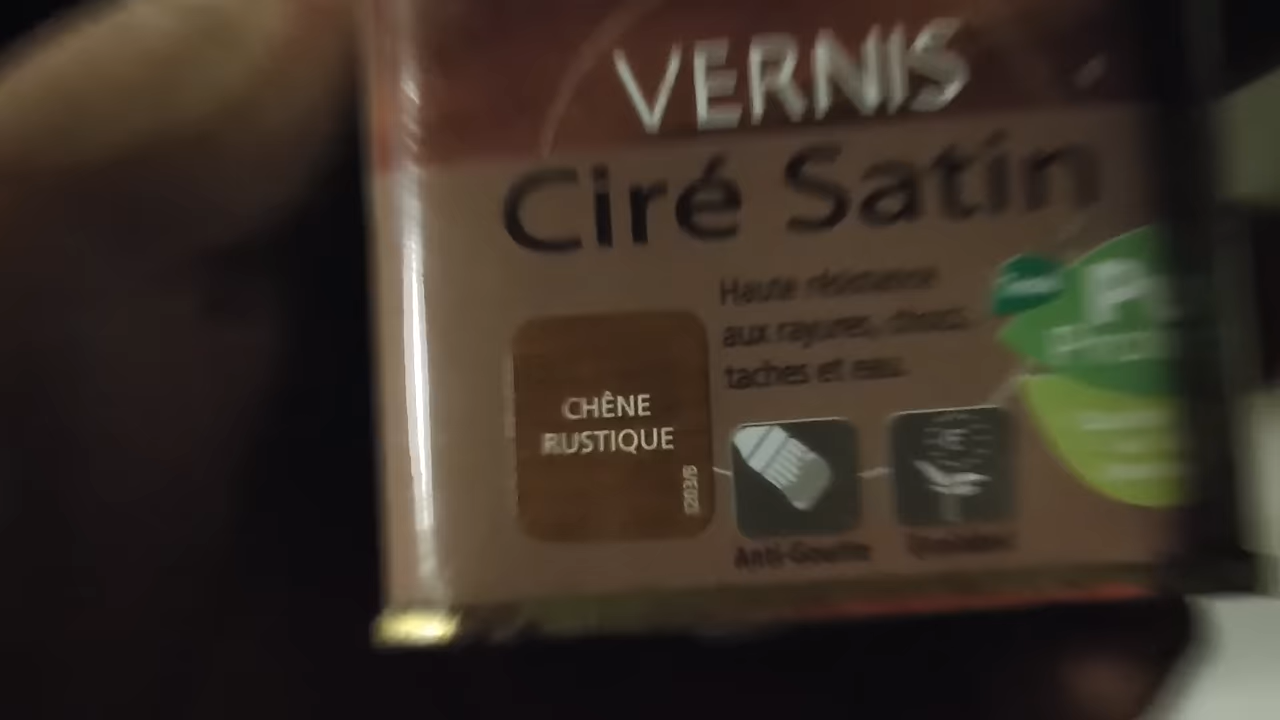 VERNIS
Ciré Satin
Haute résistance
aux rayures, chocs,
taches et eau.
CHÊNE
RUSTIQUE
Anti-Goutte